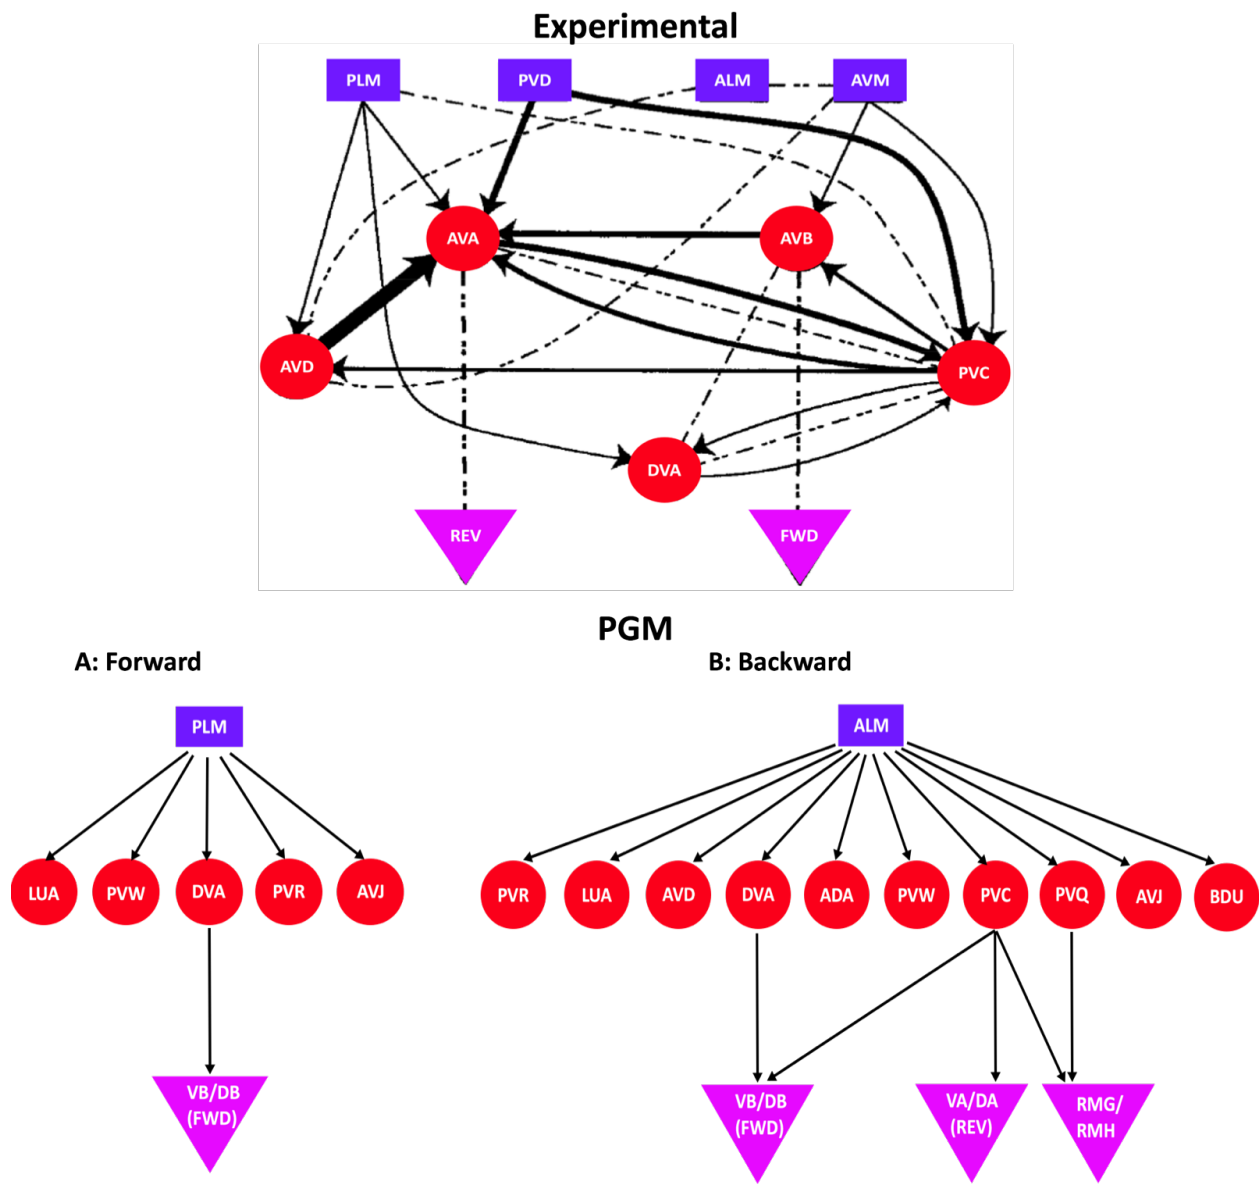 Experimental
PLM
PVD
ALM
AVM
AVA
AVB
AVD
PVC
DVA
REV
FWD
PGM
A: Forward
B: Backward
PLM
LUA
PVW
DVA
PVR
AVJ
VB/DB
(FWD)
ALM
PVR
LUA
AVD
DVA
ADA
PVW
PVC
PVQ
AVJ
BDU
VB/DB
(FWD)
VA/DA
(REV)
RMG/
RMH